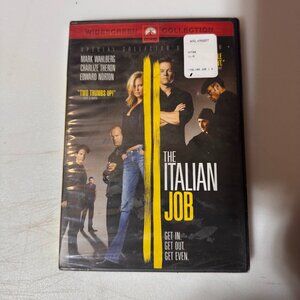 WIDESCREEN COLLECTION
SPECIAL COLLECTOR'S
MARK WAHLBERG
CHARLIZE THERON
EDWARD NORTON
"TWO THUMBS UP!"
THE
ITALIAN
JOB
GET IN.
GET OUT.
GET EVEN.